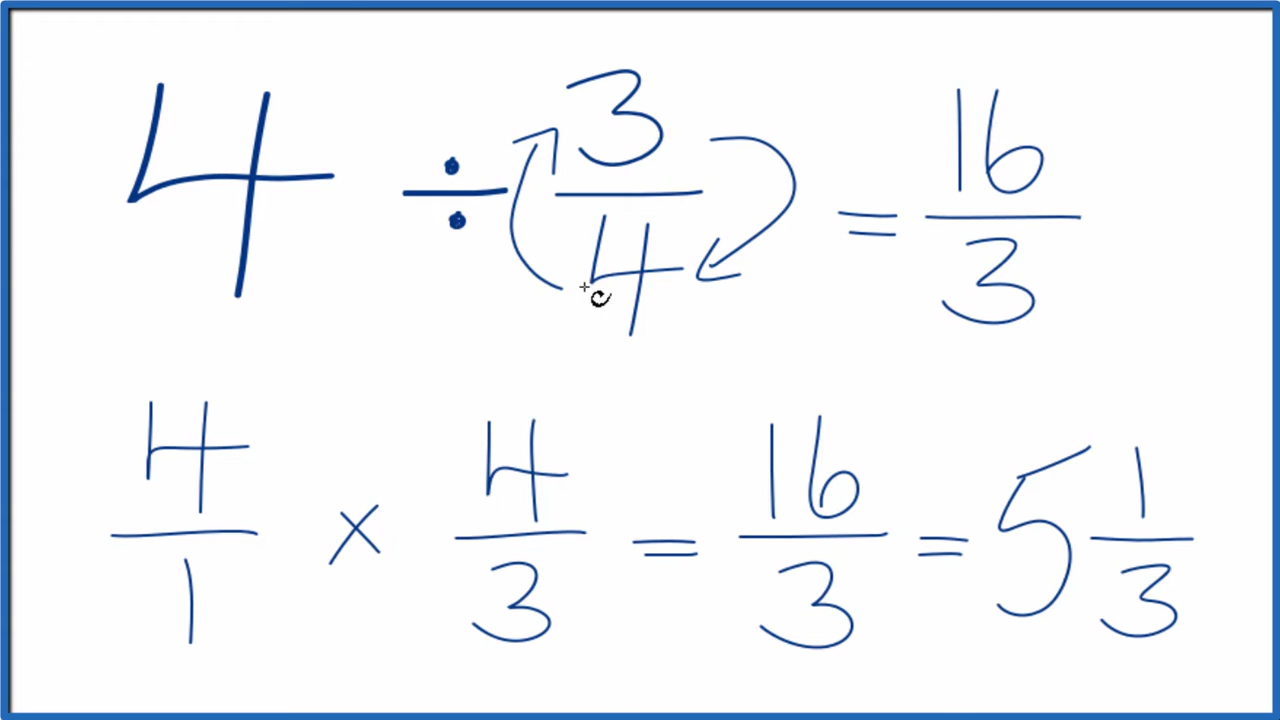 4 ÷ 3/4 = 16/3
4/1 × 4/3 = 16/3 = 5 1/3